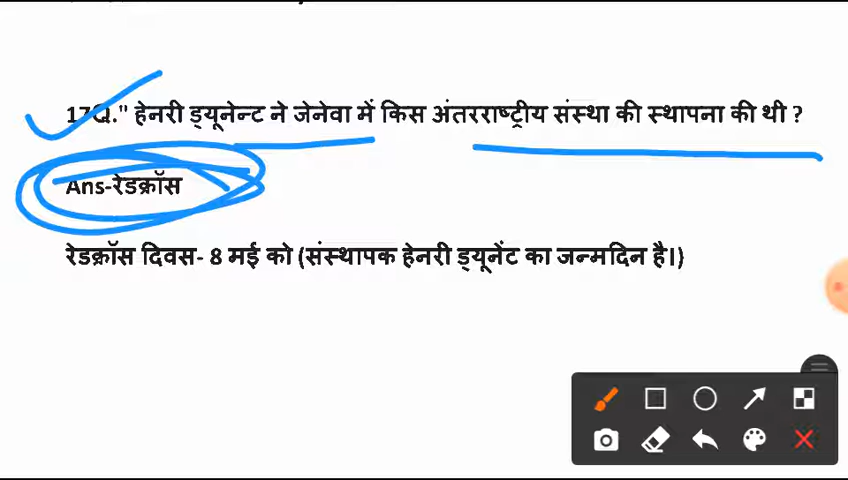 17Q." हेनरी ड्यूनेन्ट ने जेनेवा में किस अंतरराष्ट्रीय संस्था की स्थापना की थी ?
Ans-रेडक्रॉस
रेडक्रॉस दिवस- 8 मई को (संस्थापक हेनरी ड्यूनेंट का जन्मदिन है।)